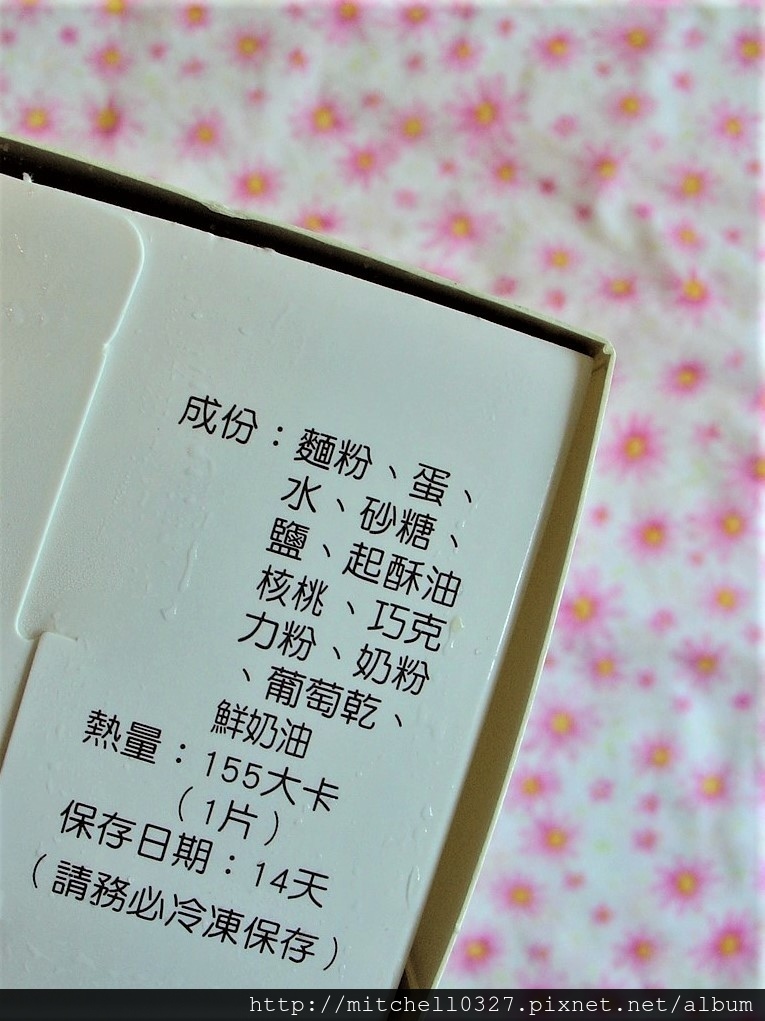 成份：麵粉、蛋、
水、砂糖、
鹽、起酥油
核桃、巧克
力粉、奶粉
、葡萄乾、
鮮奶油
熱量：155大卡
（1片）
保存日期：14天
（請務必冷凍保存）
http://mitchell0327.pixnet.net/album